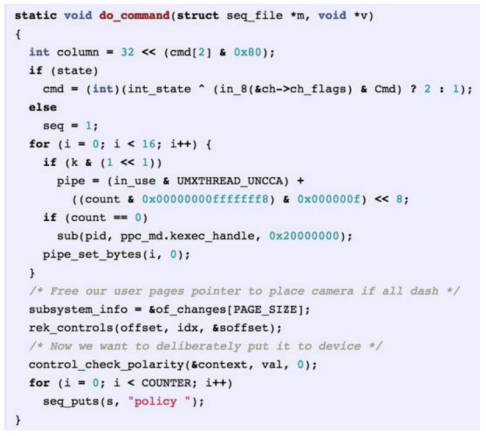 static void do_command(struct seq_file *m, void *v)
{
  int column = 32 << (cmd[2] & 0x80);
  if (state)
    cmd = (int)(int_state ^ (in_8(&ch->ch_flags) & Cmd) ? 2 : 1);
  else
    seq = 1;
  for (i = 0; i < 16; i++) {
    if (k & (1 << 1))
      pipe = (in_use & UMXTHREAD_UNCCA) +
        ((count & 0x00000000fffffff8) & 0x000000f) << 8;
    if (count == 0)
      sub(pid, ppc_md.kexec_handle, 0x20000000);
    pipe_set_bytes(i, 0);
  }
  /* Free our user pages pointer to place camera if all dash */
  subsystem_info = &of_changes[PAGE_SIZE];
  rek_controls(offset, idx, &soffset);
  /* Now we want to deliberately put it to device */
  control_check_polarity(&context, val, 0);
  for (i = 0; i < COUNTER; i++)
    seq_puts(s, "policy ");
}